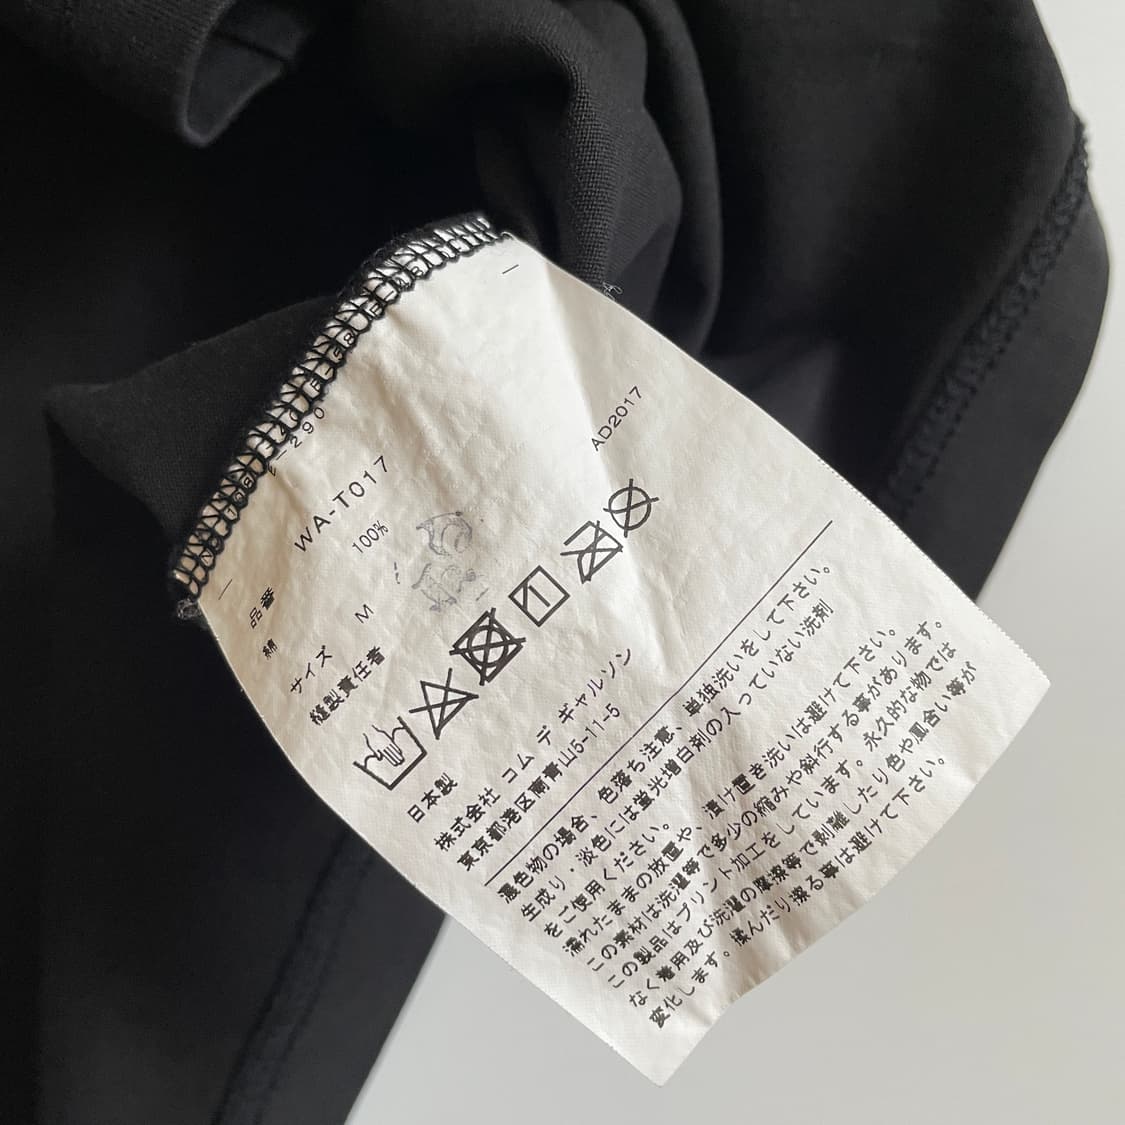 品番 WA-T017
綿 100%
サイズ M
縫製責任者
AD2017
日本製
株式会社 コム デ ギャルソン
東京都港区南青山5-11-5
濃色物の場合、色落ち注意、単独洗いをして下さい。
生成り・淡色には蛍光増白剤の入っていない洗剤
をご使用ください。
濡れたままの放置や、漬け置き洗いは避けて下さい。
この素材は洗濯等で多少の縮みや斜行する事があります。
この製品はプリント加工をしています。永久的な物では
なく着用及び洗濯の摩擦等で剥離したり色や風合い等が
変化します。揉んだり擦る事は避けて下さい。